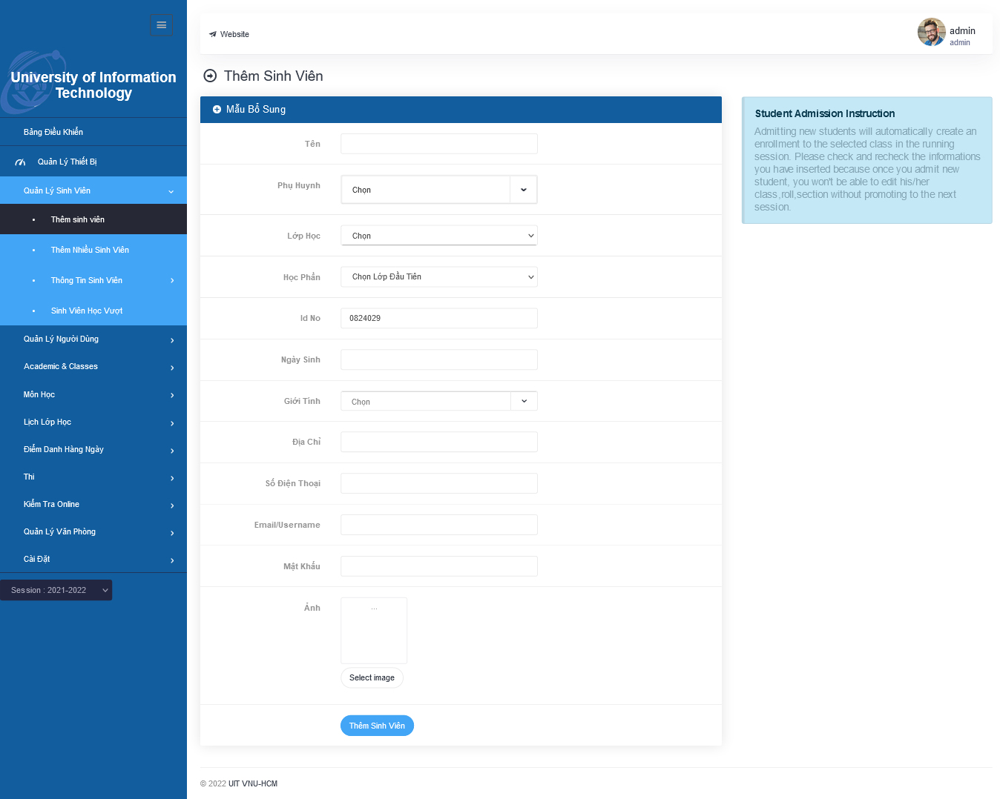 Website
admin
admin
University of Information
Technology
Thêm Sinh Viên
Mẫu Bổ Sung
Bảng Điều Khiển
Quản Lý Thiết Bị
Quản Lý Sinh Viên
Thêm sinh viên
Thêm Nhiều Sinh Viên
Thông Tin Sinh Viên
Sinh Viên Học Vượt
Quản Lý Người Dùng
Academic & Classes
Môn Học
Lịch Lớp Học
Điểm Danh Hàng Ngày
Thi
Kiểm Tra Online
Quản Lý Văn Phòng
Cài Đặt
Session : 2021-2022
Tên
Phụ Huynh
Chọn
Lớp Học
Chọn
Học Phần
Chọn Lớp Đầu Tiên
Id No
0824029
Ngày Sinh
Giới Tính
Chọn
Địa Chỉ
Số Điện Thoại
Email/Username
Mật Khẩu
Ảnh
...
Select image
Thêm Sinh Viên
Student Admission Instruction
Admitting new students will automatically create an
enrollment to the selected class in the running
session. Please check and recheck the informations
you have inserted because once you admit new
student, you won't be able to edit his/her
class,roll,section without promoting to the next
session.
© 2022 UIT VNU-HCM